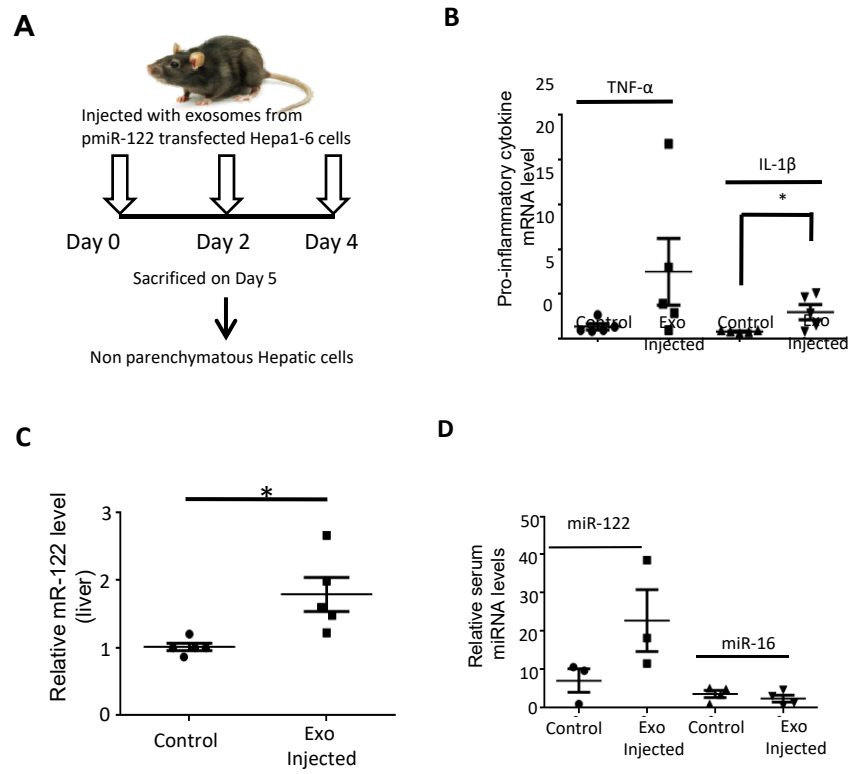 A
Injected with exosomes from
pmiR-122 transfected Hepa1-6 cells
Day 0
Day 2
Day 4
Sacrificed on Day 5
Non parenchymatous Hepatic cells
B
Pro-inflammatory cytokine
mRNA level
25
20
15
10
5
0
TNF-α
IL-1β
*
Control
Exo
Injected
Control
Exo
Injected
C
Relative mR-122 level
(liver)
3
2
1
0
*
Control
Exo
Injected
D
Relative serum
miRNA levels
50
40
30
20
10
0
miR-122
miR-16
Control
Exo
Injected
Control
Exo
Injected